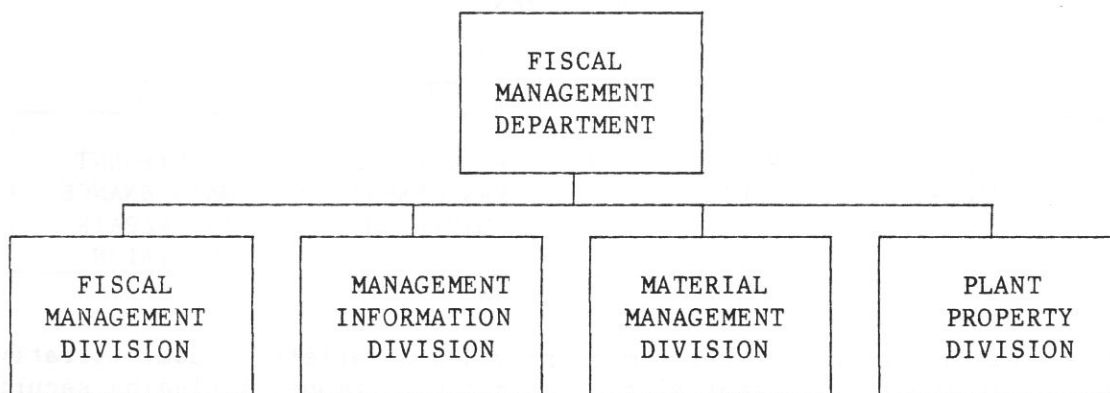 FISCAL
MANAGEMENT
DEPARTMENT
FISCAL
MANAGEMENT
DIVISION
MANAGEMENT
INFORMATION
DIVISION
MATERIAL
MANAGEMENT
DIVISION
PLANT
PROPERTY
DIVISION